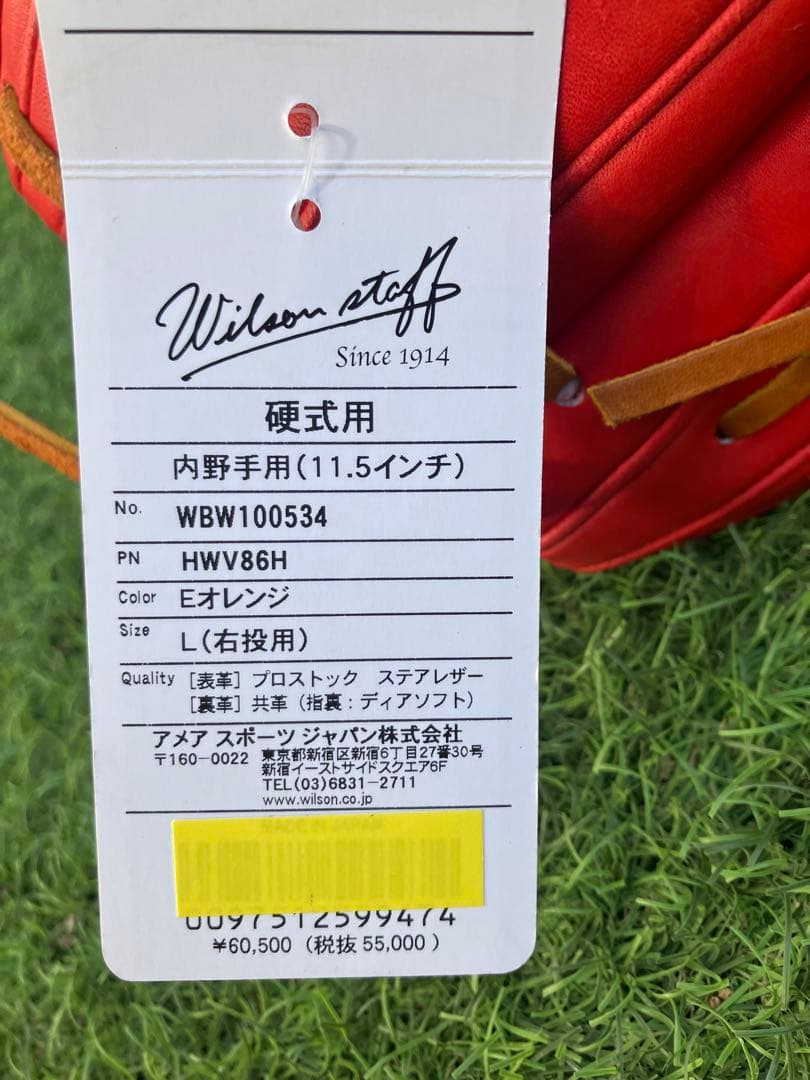 Wilson staff
Since 1914
硬式用
内野手用(11.5インチ)
No. WBW100534
PN HWV86H
Color Eオレンジ
Size L(右投用)
Quality [表革] プロストック ステアレザー
[裏革] 共革 (指裏:ディアソフト)
アメア スポーツ ジャパン株式会社
〒160-0022 東京都新宿区新宿6丁目27番30号
新宿イーストサイドスクエア6F
TEL(03)6831-2711
www.wilson.co.jp
MADE IN JAPAN
0097512599474
¥60,500 (税抜 55,000)